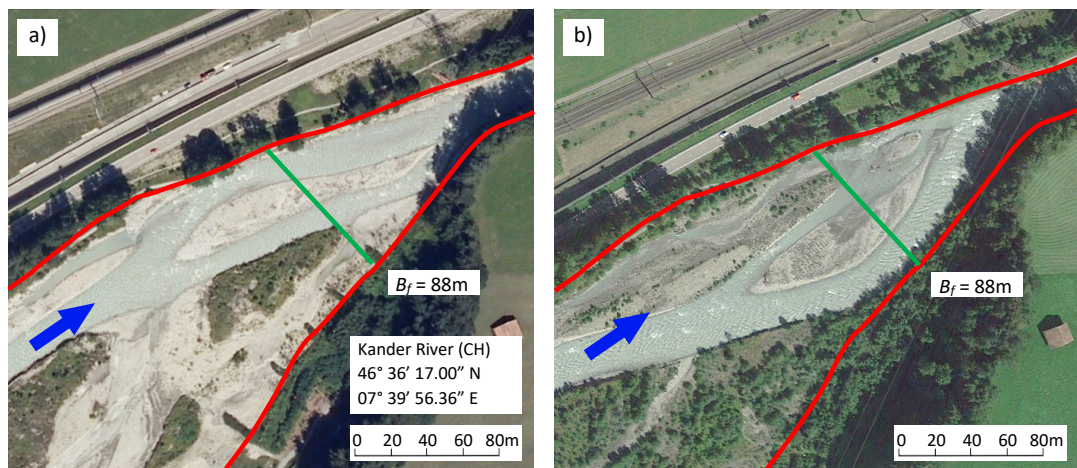 a)
B_f = 88m
Kander River (CH)
46° 36’ 17.00” N
07° 39’ 56.36” E
0 20 40 60 80m
b)
B_f = 88m
0 20 40 60 80m